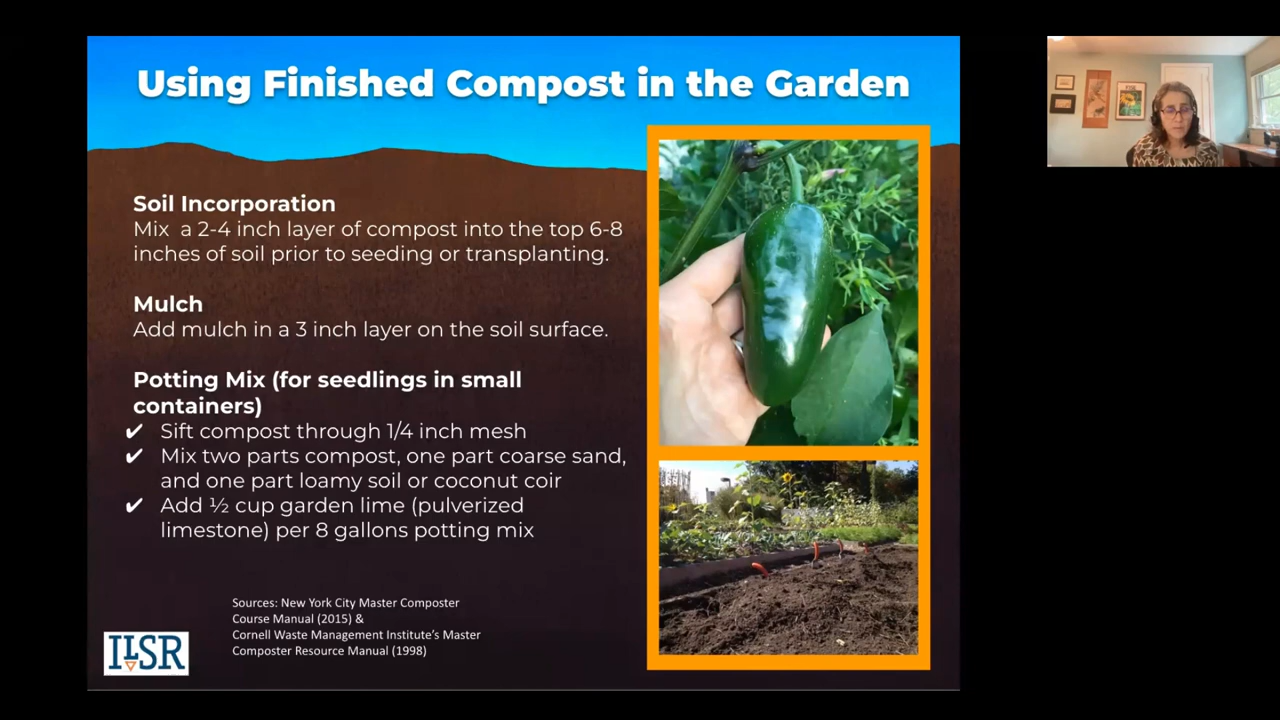 Using Finished Compost in the Garden
Soil Incorporation
Mix a 2-4 inch layer of compost into the top 6-8
inches of soil prior to seeding or transplanting.
Mulch
Add mulch in a 3 inch layer on the soil surface.
Potting Mix (for seedlings in small
containers)
✔ Sift compost through 1/4 inch mesh
✔ Mix two parts compost, one part coarse sand,
and one part loamy soil or coconut coir
✔ Add ½ cup garden lime (pulverized
limestone) per 8 gallons potting mix
Sources: New York City Master Composter
Course Manual (2015) &
Cornell Waste Management Institute's Master
Composter Resource Manual (1998)
ILSR